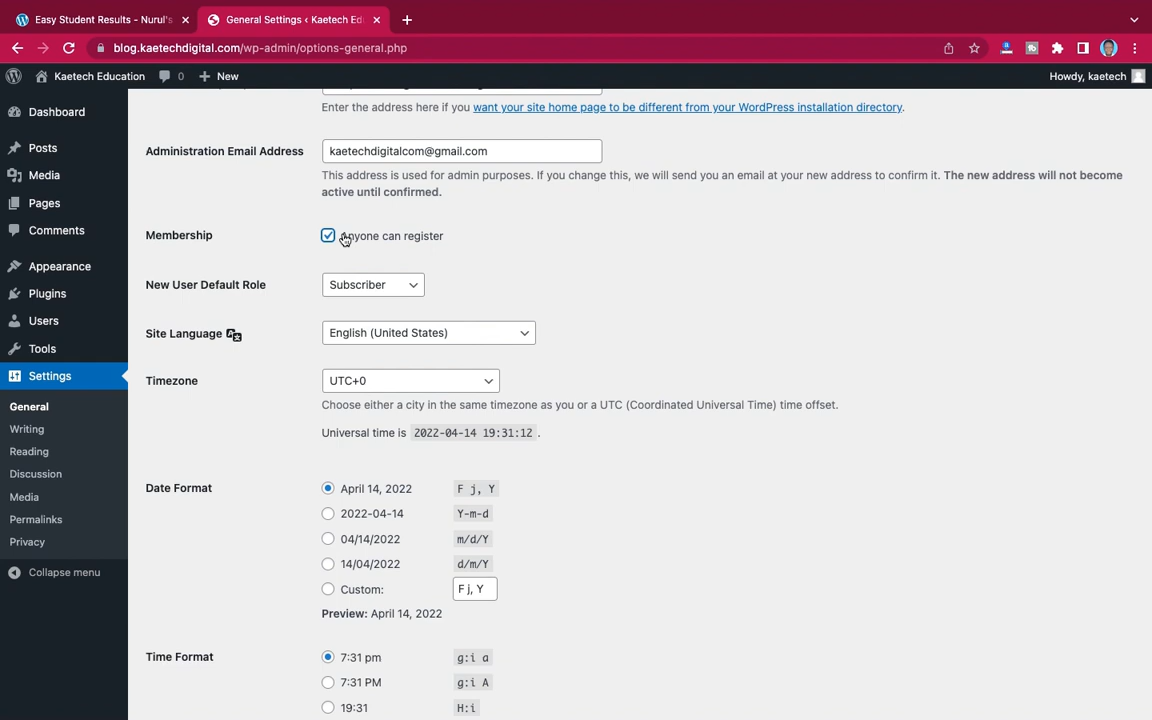 Easy Student Results - Nurul's
General Settings ‹ Kaetech Ed
blog.kaetechdigital.com/wp-admin/options-general.php
Kaetech Education
0
New
Howdy, kaetech
Enter the address here if you want your site home page to be different from your WordPress installation directory.
Administration Email Address
kaetechdigitalcom@gmail.com
This address is used for admin purposes. If you change this, we will send you an email at your new address to confirm it. The new address will not become
active until confirmed.
Membership
Anyone can register
New User Default Role
Subscriber
Site Language
English (United States)
Timezone
UTC+0
Choose either a city in the same timezone as you or a UTC (Coordinated Universal Time) time offset.
Universal time is 2022-04-14 19:31:12 .
Date Format
April 14, 2022 F j, Y
2022-04-14 Y-m-d
04/14/2022 m/d/Y
14/04/2022 d/m/Y
Custom: F j, Y
Preview: April 14, 2022
Time Format
7:31 pm g:i a
7:31 PM g:i A
19:31 H:i
Dashboard
Posts
Media
Pages
Comments
Appearance
Plugins
Users
Tools
Settings
General
Writing
Reading
Discussion
Media
Permalinks
Privacy
Collapse menu